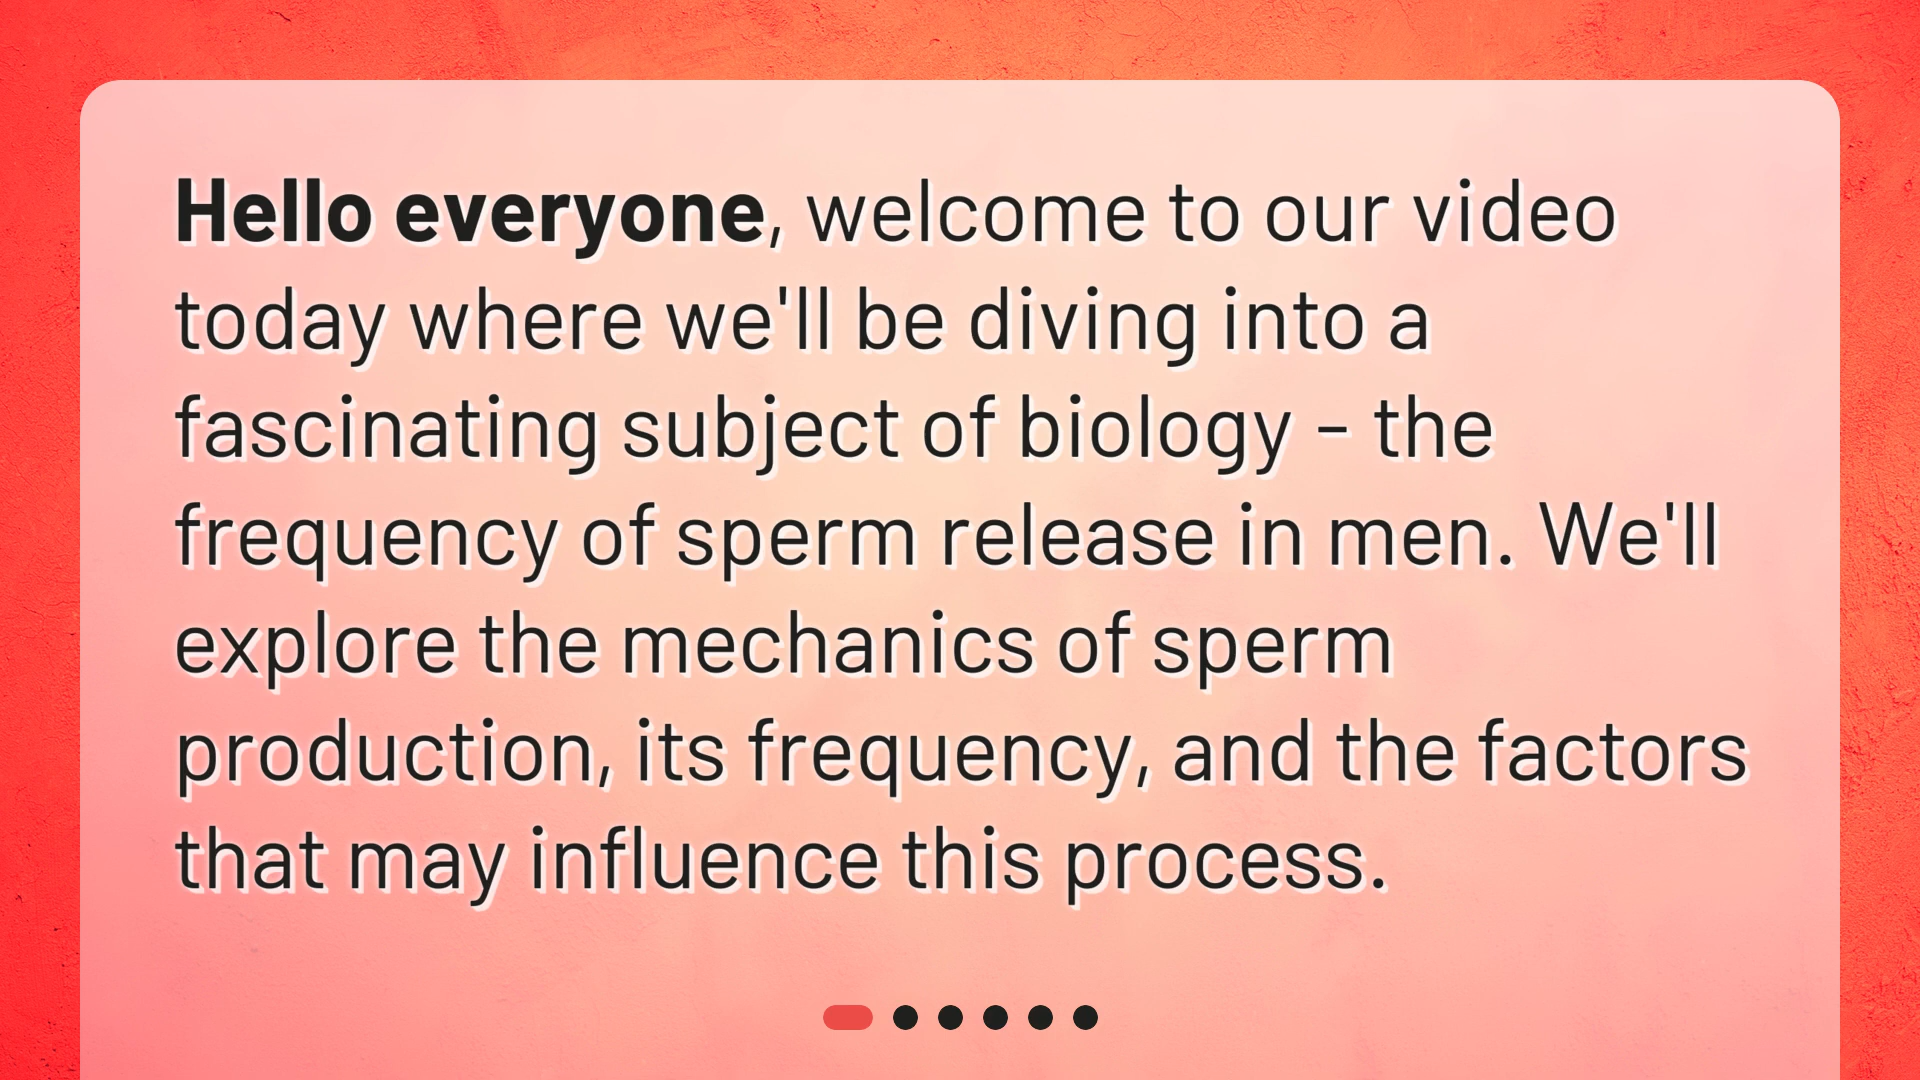 Hello everyone, welcome to our video
today where we'll be diving into a
fascinating subject of biology - the
frequency of sperm release in men. We'll
explore the mechanics of sperm
production, its frequency, and the factors
that may influence this process.